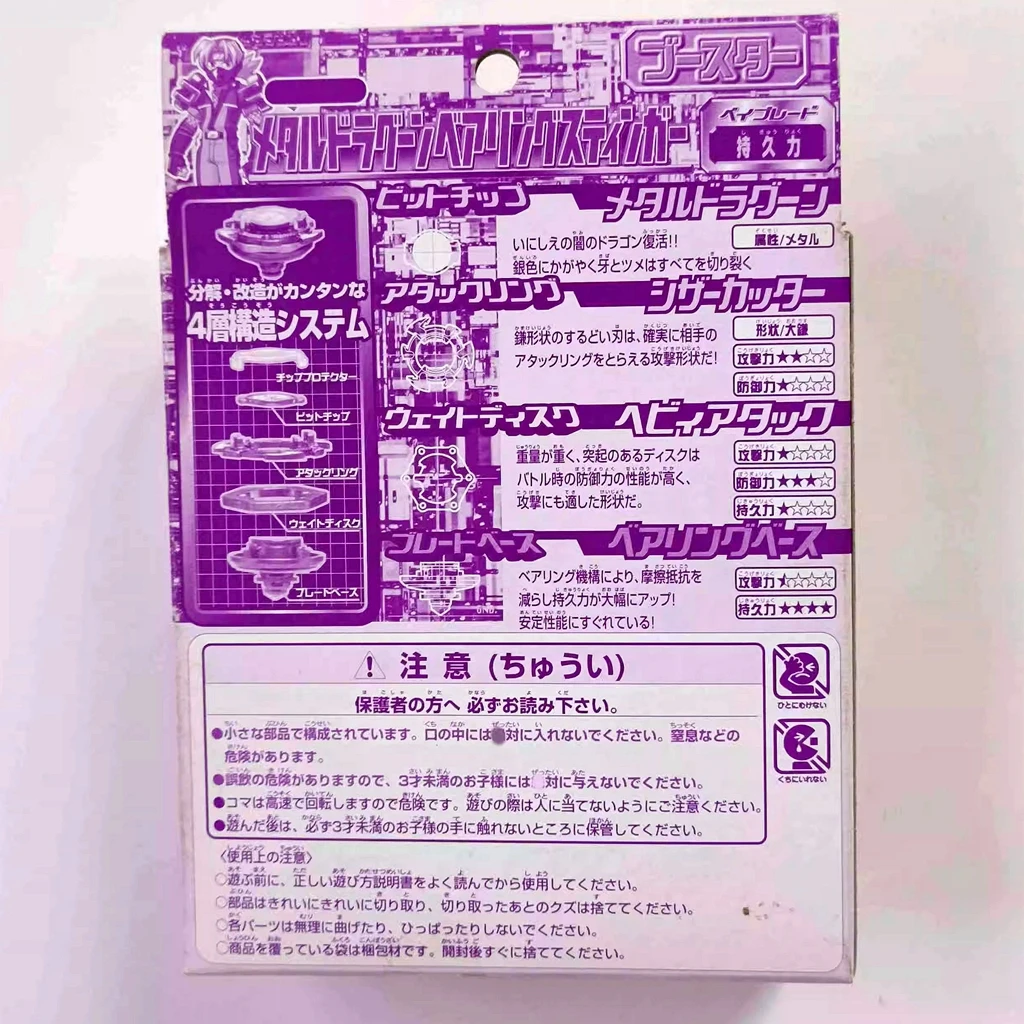 ブースター
メタルドラグーンベアリングスティンガー
ベイブレード
じきゅうりょく
持久力
ビットチップ
メタルドラグーン
いにしえの闇のドラゴン復活!!
属性/メタル
銀色にかがやく牙とツメはすべてを切り裂く
分解・改造がカンタンな
4層構造システム
チッププロテクター
ビットチップ
アタックリング
ウェイトディスク
ブレードベース
アタックリング
シザーカッター
鎌形状のするどい刃は、確実に相手の
アタックリングをとらえる攻撃形状だ!
形状/大鎌
攻撃力★★☆☆
防御力★☆☆☆
ウェイトディスク
ヘビィアタック
重量が重く、突起のあるディスクは
バトル時の防御力の性能が高く、
攻撃にも適した形状だ。
攻撃力★☆☆☆
防御力★★★☆
持久力★☆☆☆
ブレードベース
ベアリングベース
ベアリング機構により、摩擦抵抗を
減らし持久力が大幅にアップ!
安定性能にすぐれている!
攻撃力
☆☆☆
持久力★★★★
注意(ちゅうい)
保護者の方へ 必ずお読み下さい。
●小さな部品で構成されています。口の中には対に入れないでください。窒息などの
危険があります。
●誤飲の危険がありますので、3才未満のお子様には対に与えないでください。
●コマは高速で回転しますので危険です。遊びの際は人に当てないようにご注意ください。
●遊んだ後は、必ず3才未満のお子様の手に触れないところに保管してください。
ひとにむけない
くちにいれない
〈使用上の注意〉
○遊ぶ前に、正しい遊び方説明書をよく読んでから使用してください。
○部品はきれいにきれいに切り取り、切り取ったあとのクズは捨ててください。
○各パーツは無理に曲げたり、ひっぱったりしないでください。
○商品を覆っている袋は梱包材です。開封後すぐに捨ててください。